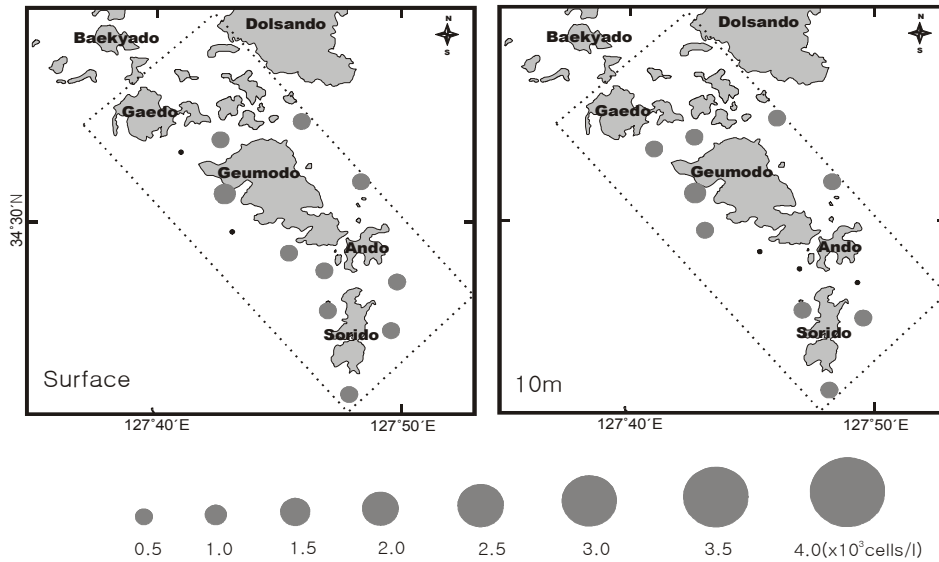 Dolsando
N
Baekyado
S
Gaedo
Geumodo
34°30′N
Ando
Sorido
Surface
127°40′E
127°50′E
Dolsando
N
Baekyado
S
Gaedo
Geumodo
Ando
Sorido
10m
127°40′E
127°50′E
0.5
1.0
1.5
2.0
2.5
3.0
3.5
4.0(x10³cells/l)